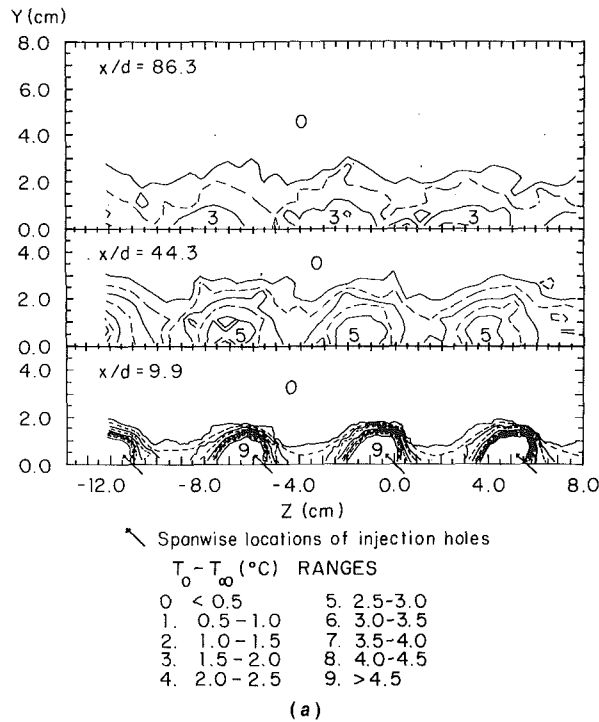 Y (cm)
8.0
x/d = 86.3
6.0
0
4.0
2.0
3 3 3
0.0
x/d = 44.3
4.0
0
2.0
5 5 5
0.0
x/d = 9.9
4.0
0
2.0
9 9
0.0
-12.0 -8.0 -4.0 0.0 4.0 8.0
Z (cm)
Spanwise locations of injection holes
T₀ - T∞ (°C) RANGES
0 < 0.5 5. 2.5-3.0
1. 0.5-1.0 6. 3.0-3.5
2. 1.0-1.5 7. 3.5-4.0
3. 1.5-2.0 8. 4.0-4.5
4. 2.0-2.5 9. >4.5
(a)